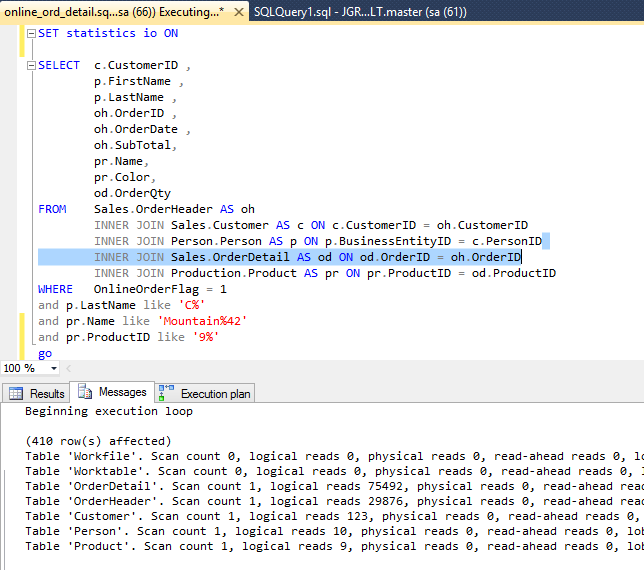 online_ord_detail.sq...sa (66)) Executing...* SQLQuery1.sql - JGR...LT.master (sa (61))
SET statistics io ON
SELECT c.CustomerID ,
p.FirstName ,
p.LastName ,
oh.OrderID ,
oh.OrderDate ,
oh.SubTotal,
pr.Name,
pr.Color,
od.OrderQty
FROM Sales.OrderHeader AS oh
INNER JOIN Sales.Customer AS c ON c.CustomerID = oh.CustomerID
INNER JOIN Person.Person AS p ON p.BusinessEntityID = c.PersonID
INNER JOIN Sales.OrderDetail AS od ON od.OrderID = oh.OrderID
INNER JOIN Production.Product AS pr ON pr.ProductID = od.ProductID
WHERE OnlineOrderFlag = 1
and p.LastName like 'C%'
and pr.Name like 'Mountain%42'
and pr.ProductID like '9%'
go
100 %
Results Messages Execution plan
Beginning execution loop
(410 row(s) affected)
Table 'Workfile'. Scan count 0, logical reads 0, physical reads 0, read-ahead reads 0, lo
Table 'Worktable'. Scan count 0, logical reads 0, physical reads 0, read-ahead reads 0, l
Table 'OrderDetail'. Scan count 1, logical reads 75492, physical reads 0, read-ahead read
Table 'OrderHeader'. Scan count 1, logical reads 29876, physical reads 0, read-ahead read
Table 'Customer'. Scan count 1, logical reads 123, physical reads 0, read-ahead reads 0,
Table 'Person'. Scan count 1, logical reads 10, physical reads 0, read-ahead reads 0, lob
Table 'Product'. Scan count 1, logical reads 9, physical reads 0, read-ahead reads 0, lob